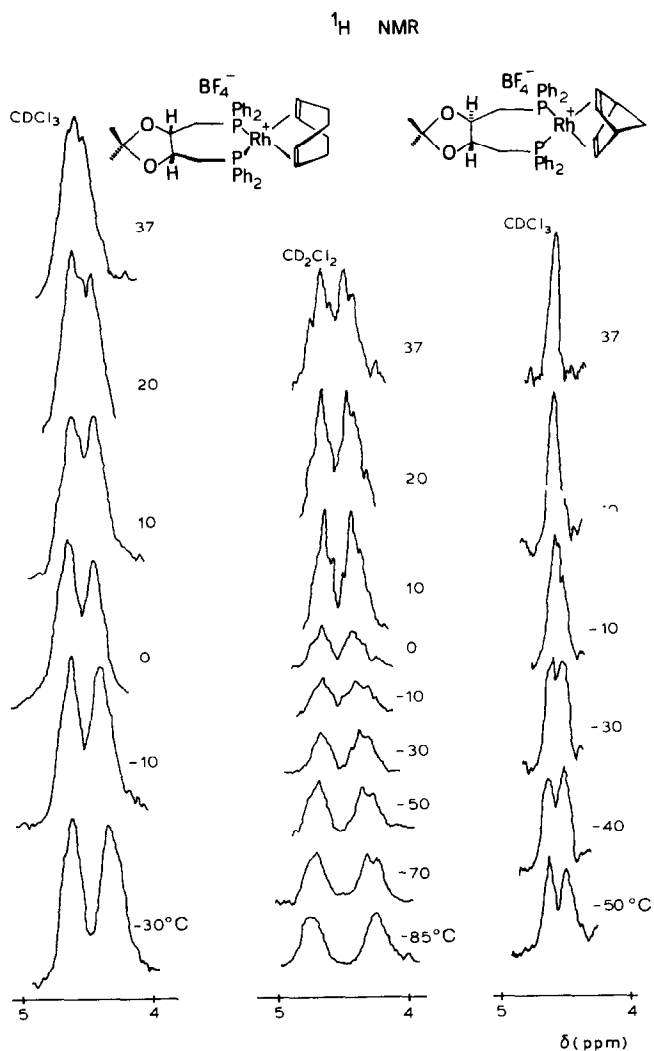 ¹H NMR
BF₄⁻
CDCl₃
H
Ph₂
O
P
Rh⁺
O
P
H
Ph₂
BF₄⁻
H
Ph₂
O
P
Rh⁺
O
P
H
Ph₂
37
20
10
0
-10
-30°C
5 4
CD₂Cl₂
37
20
10
0
-10
-30
-50
-70
-85°C
5 4
CDCl₃
37
-10
-30
-40
-50°C
5 4
δ(ppm)